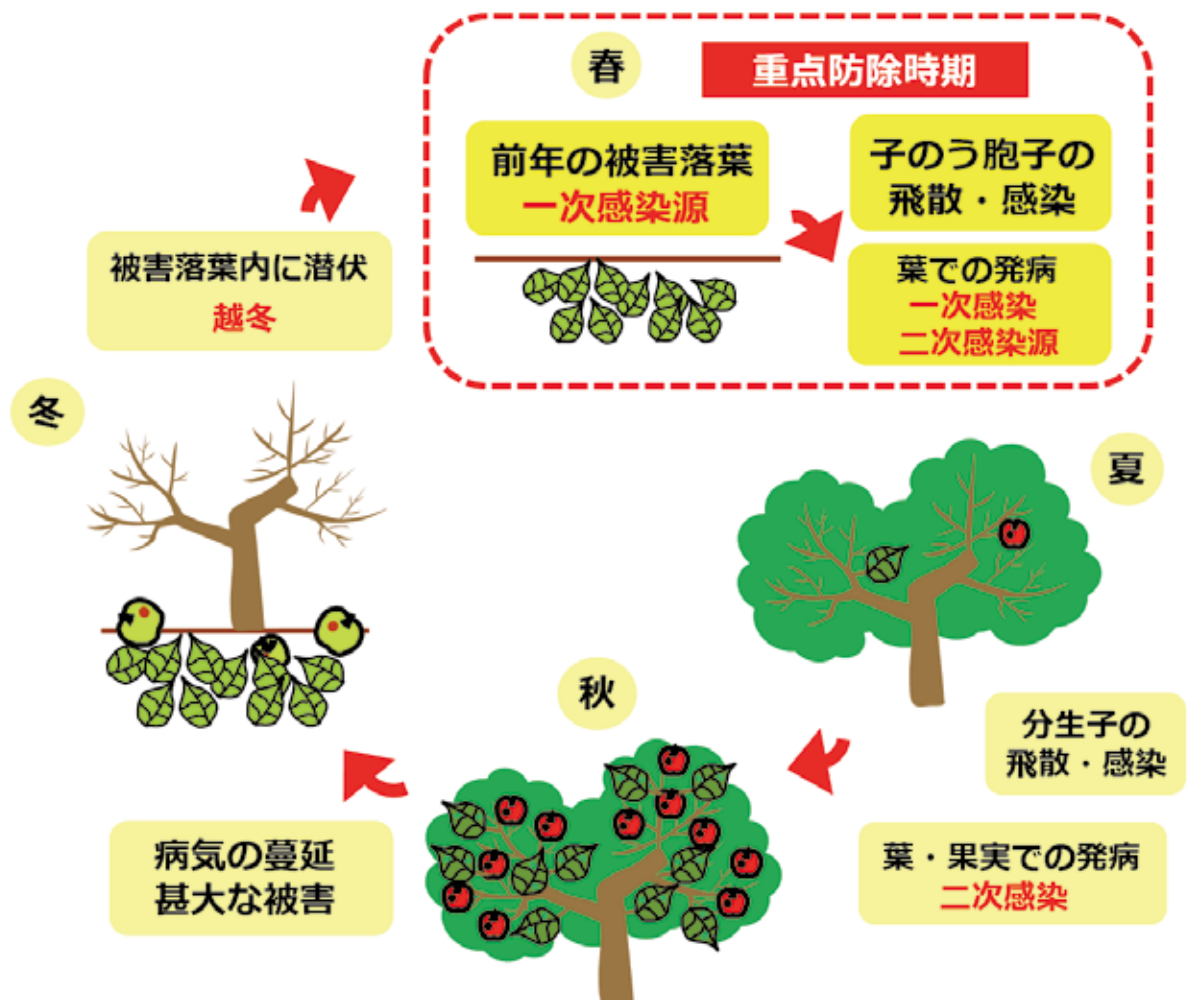 春
重点防除時期
前年の被害落葉
一次感染源
子のう胞子の
飛散・感染
葉での発病
一次感染
二次感染源
夏
分生子の
飛散・感染
葉・果実での発病
二次感染
秋
病気の蔓延
甚大な被害
冬
被害落葉内に潜伏
越冬